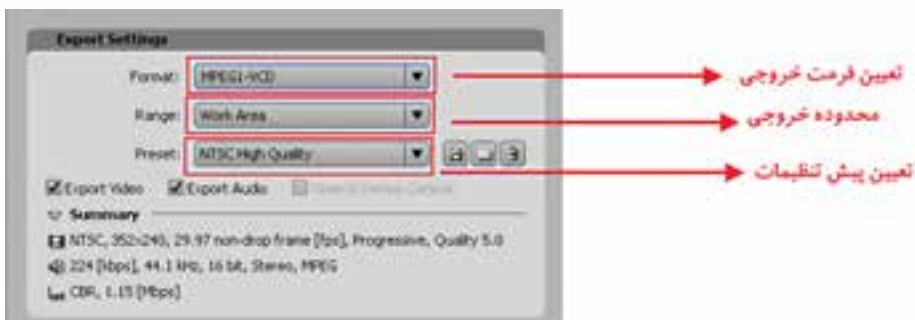 Export Settings
Format: MPEG1-VCD
تعیین فرمت خروجی
Range: Work Area
محدوده خروجی
Preset: NTSC High Quality
تعیین پیش تنظیمات
Export Video Export Audio
Summary
NTSC, 352x240, 29.97 non-drop frame [fps], Progressive, Quality 5.0
224 [kbps], 44.1 kHz, 16 bit, Stereo, MPEG
CBR, 1.15 [Mbps]